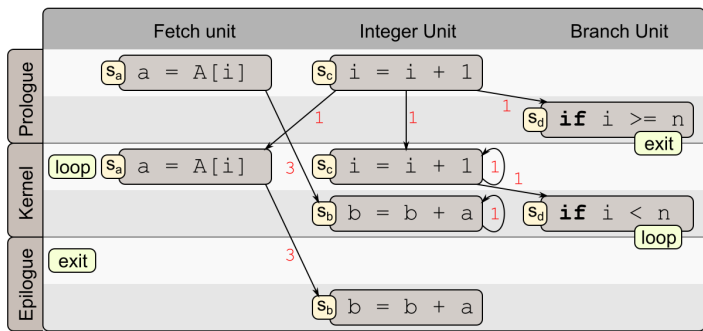 Fetch unit Integer Unit Branch Unit
Prologue
Sa a = A[i] Sc i = i + 1
1 1 1
Sd if i >= n
exit
Kernel
loop Sa a = A[i] 3 Sc i = i + 1 1
1
Sb b = b + a 1 Sd if i < n
loop
Epilogue
exit 3
Sb b = b + a